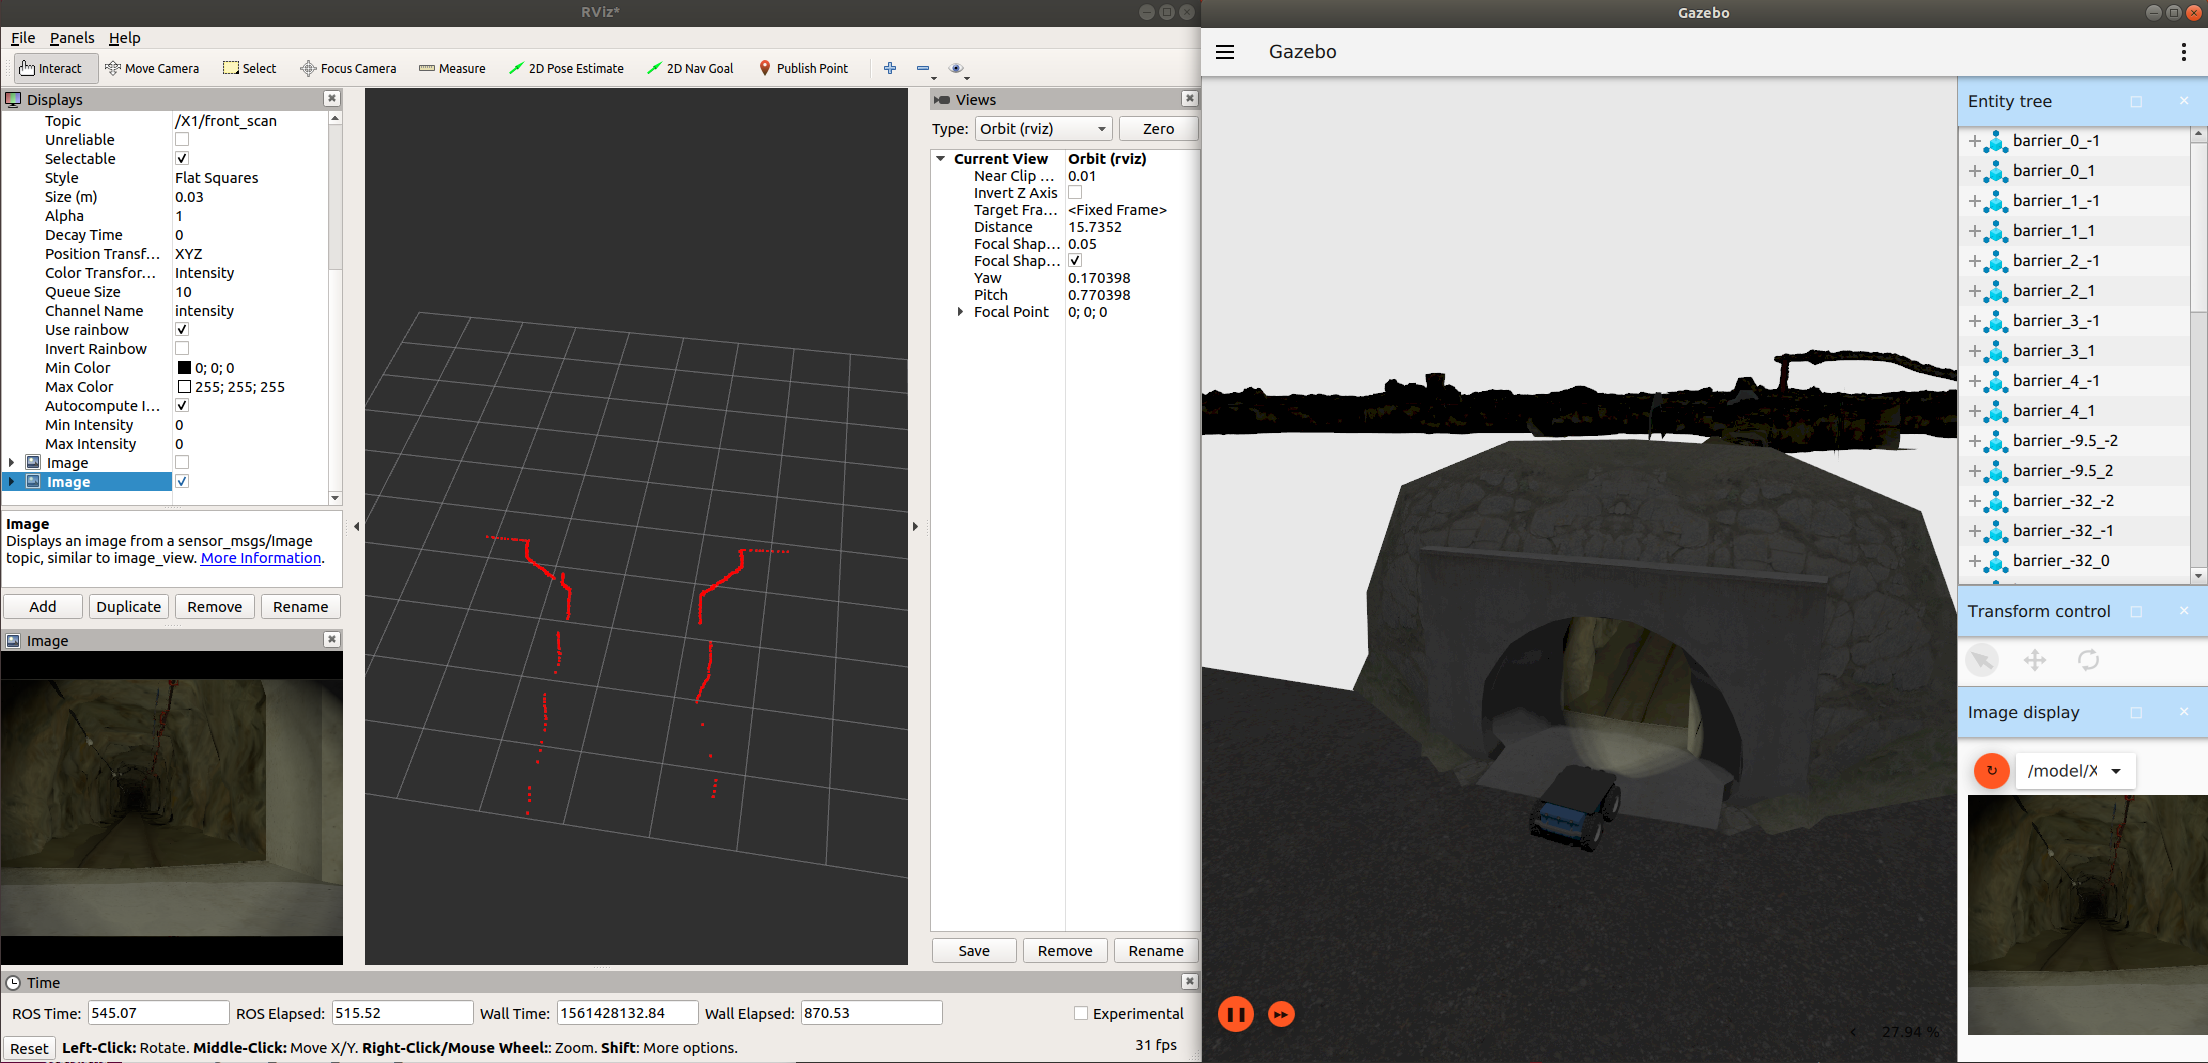 RViz*
File Panels Help
Interact Move Camera Select Focus Camera Measure 2D Pose Estimate 2D Nav Goal Publish Point
Displays
Topic /X1/front_scan
Unreliable
Selectable
Style Flat Squares
Size (m) 0.03
Alpha 1
Decay Time 0
Position Transf... XYZ
Color Transfor... Intensity
Queue Size 10
Channel Name intensity
Use rainbow
Invert Rainbow
Min Color 0; 0; 0
Max Color 255; 255; 255
Autocompute I...
Min Intensity 0
Max Intensity 0
Image
Image
Image
Displays an image from a sensor_msgs/Image
topic, similar to image_view. More Information.
Add Duplicate Remove Rename
Image
Views
Type: Orbit (rviz) Zero
Current View Orbit (rviz)
Near Clip ... 0.01
Invert Z Axis
Target Fra... <Fixed Frame>
Distance 15.7352
Focal Shap... 0.05
Focal Shap...
Yaw 0.170398
Pitch 0.770398
Focal Point 0; 0; 0
Save Remove Rename
Time
ROS Time: 545.07 ROS Elapsed: 515.52 Wall Time: 1561428132.84 Wall Elapsed: 870.53 Experimental
Reset Left-Click: Rotate. Middle-Click: Move X/Y. Right-Click/Mouse Wheel:: Zoom. Shift: More options. 31 fps
Gazebo
Gazebo
Entity tree
barrier_0_-1
barrier_0_1
barrier_1_-1
barrier_1_1
barrier_2_-1
barrier_2_1
barrier_3_-1
barrier_3_1
barrier_4_-1
barrier_4_1
barrier_-9.5_-2
barrier_-9.5_2
barrier_-32_-2
barrier_-32_-1
barrier_-32_0
Transform control
Image display
/model/X
27.94 %